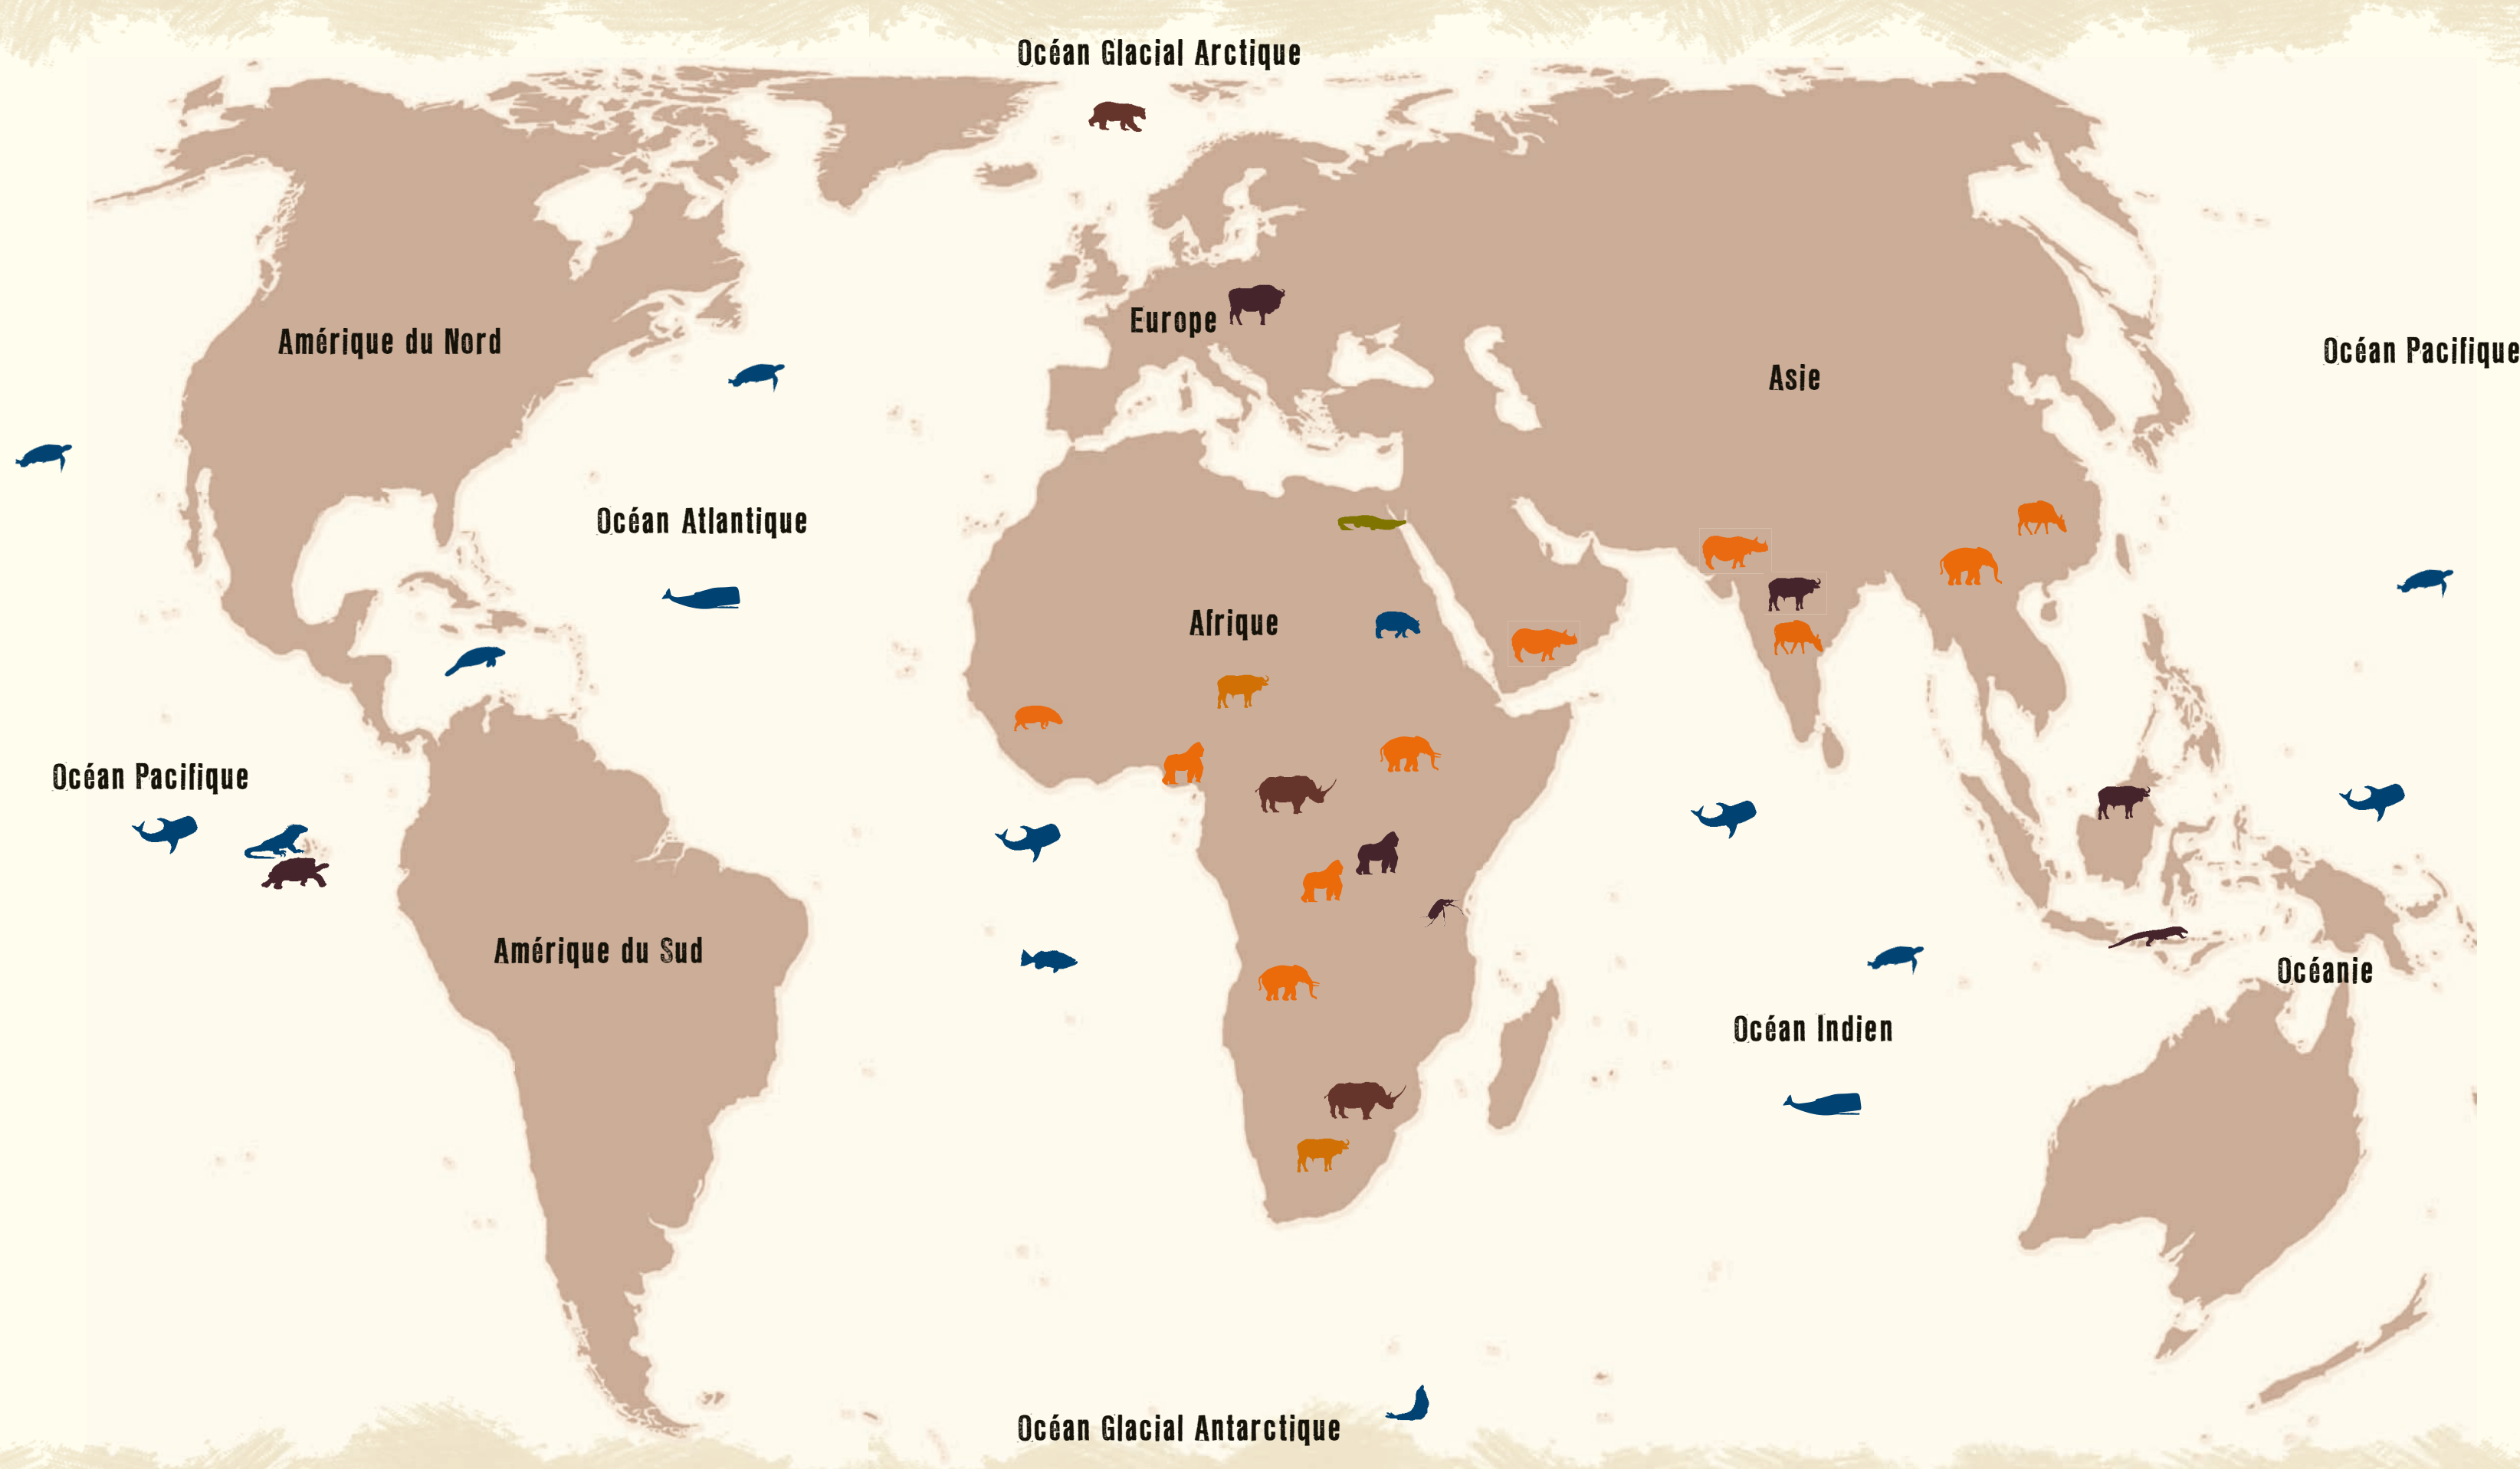 Océan Glacial Arctique
Europe
Amérique du Nord
Océan Pacifique
Asie
Océan Atlantique
Afrique
Océan Pacifique
Amérique du Sud
Océanie
Océan Indien
Océan Glacial Antarctique